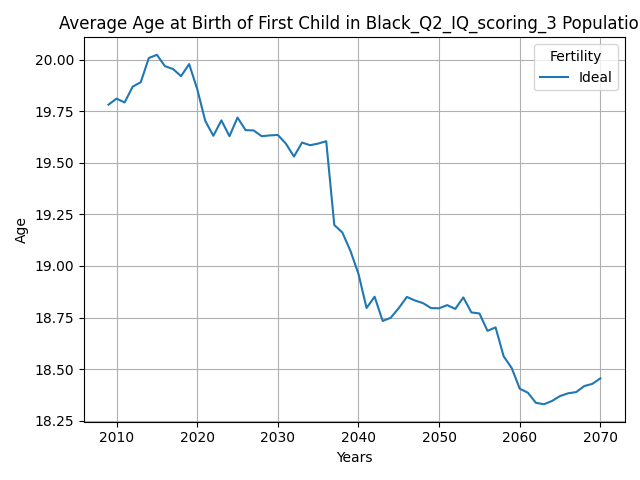 Average Age at Birth of First Child in Black_Q2_IQ_scoring_3 Populatio
Fertility
Ideal
Age
20.00
19.75
19.50
19.25
19.00
18.75
18.50
18.25
2010 2020 2030 2040 2050 2060 2070
Years